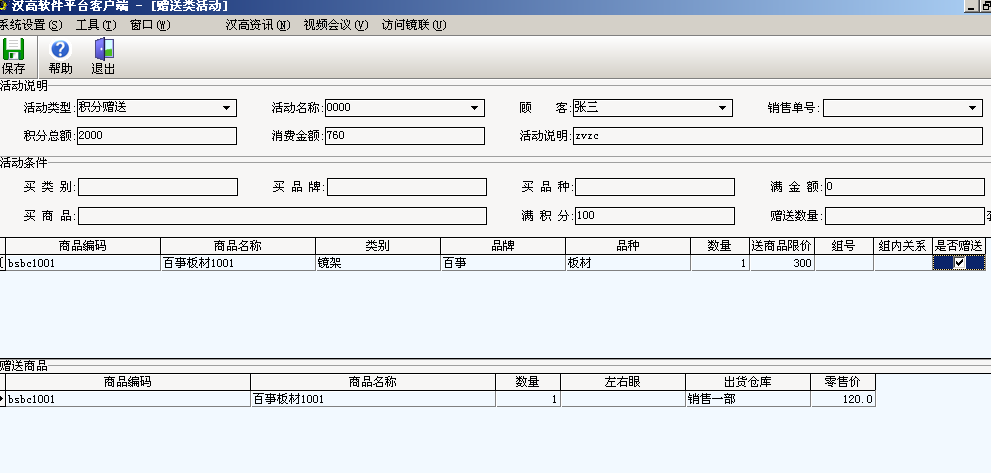 汉高软件平台客户端 - [赠送类活动]
系统设置(S) 工具(T) 窗口(W) 汉高资讯(N) 视频会议(V) 访问镜联(U)
保存 帮助 退出
活动说明
活动类型: 积分赠送 活动名称: 0000 顾 客: 张三 销售单号:
积分总额: 2000 消费金额: 760 活动说明: zvzc
活动条件
买 类 别: 买 品 牌: 买 品 种: 满 金 额: 0
买 商 品: 满 积 分: 100 赠送数量:
商品编码 商品名称 类别 品牌 品种 数量 送商品限价 组号 组内关系 是否赠送
bsbc1001 百筝板材1001 镜架 百筝 板材 1 300
赠送商品
商品编码 商品名称 数量 左右眼 出货仓库 零售价
bsbc1001 百筝板材1001 1 销售一部 120.0